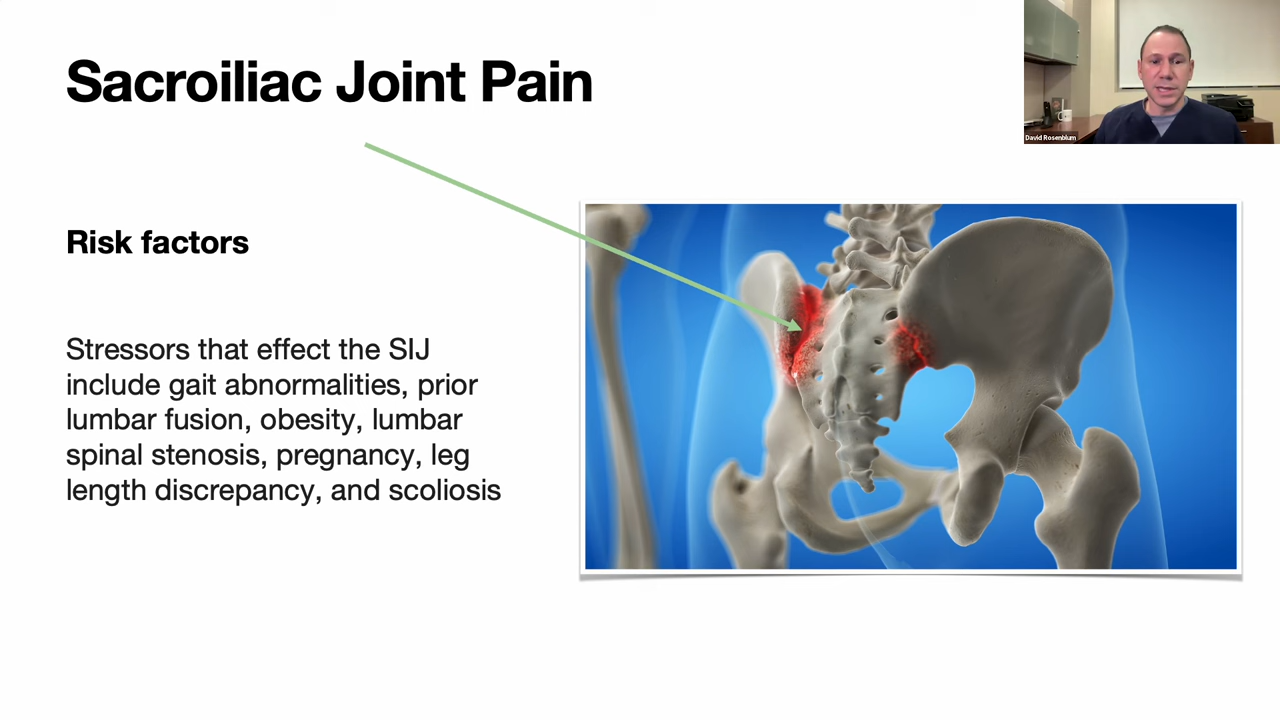 Sacroiliac Joint Pain
David Rosenblum
Risk factors
Stressors that effect the SIJ
include gait abnormalities, prior
lumbar fusion, obesity, lumbar
spinal stenosis, pregnancy, leg
length discrepancy, and scoliosis